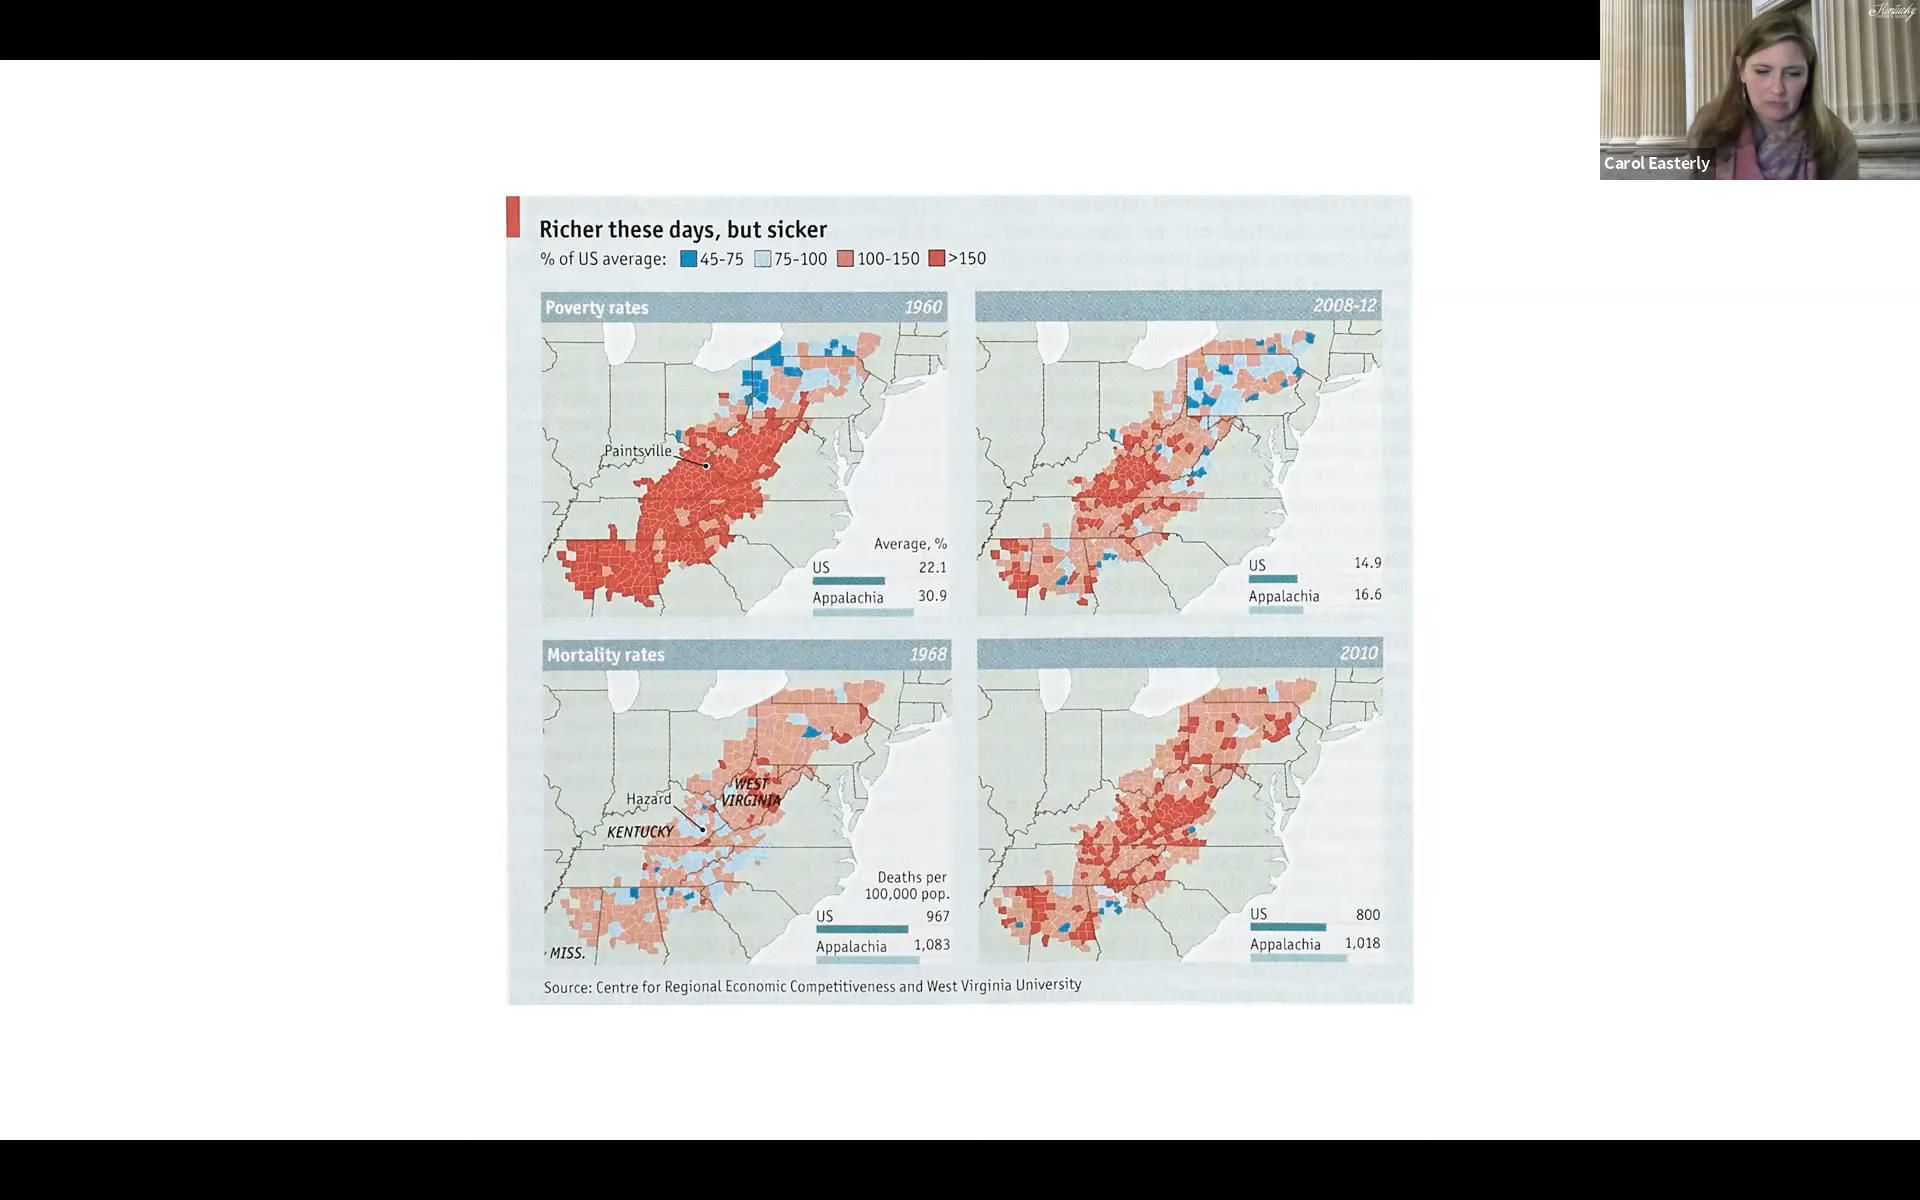 Kentucky
Carol Easterly
Richer these days, but sicker
% of US average: 45-75 75-100 100-150 >150
Poverty rates 1960
2008-12
Paintsville
Average, %
US 22.1
Appalachia 30.9
US 14.9
Appalachia 16.6
Mortality rates 1968
2010
WEST
VIRGINIA
Hazard
KENTUCKY
Deaths per
100,000 pop.
US 967
Appalachia 1,083
MISS.
US 800
Appalachia 1,018
Source: Centre for Regional Economic Competitiveness and West Virginia University